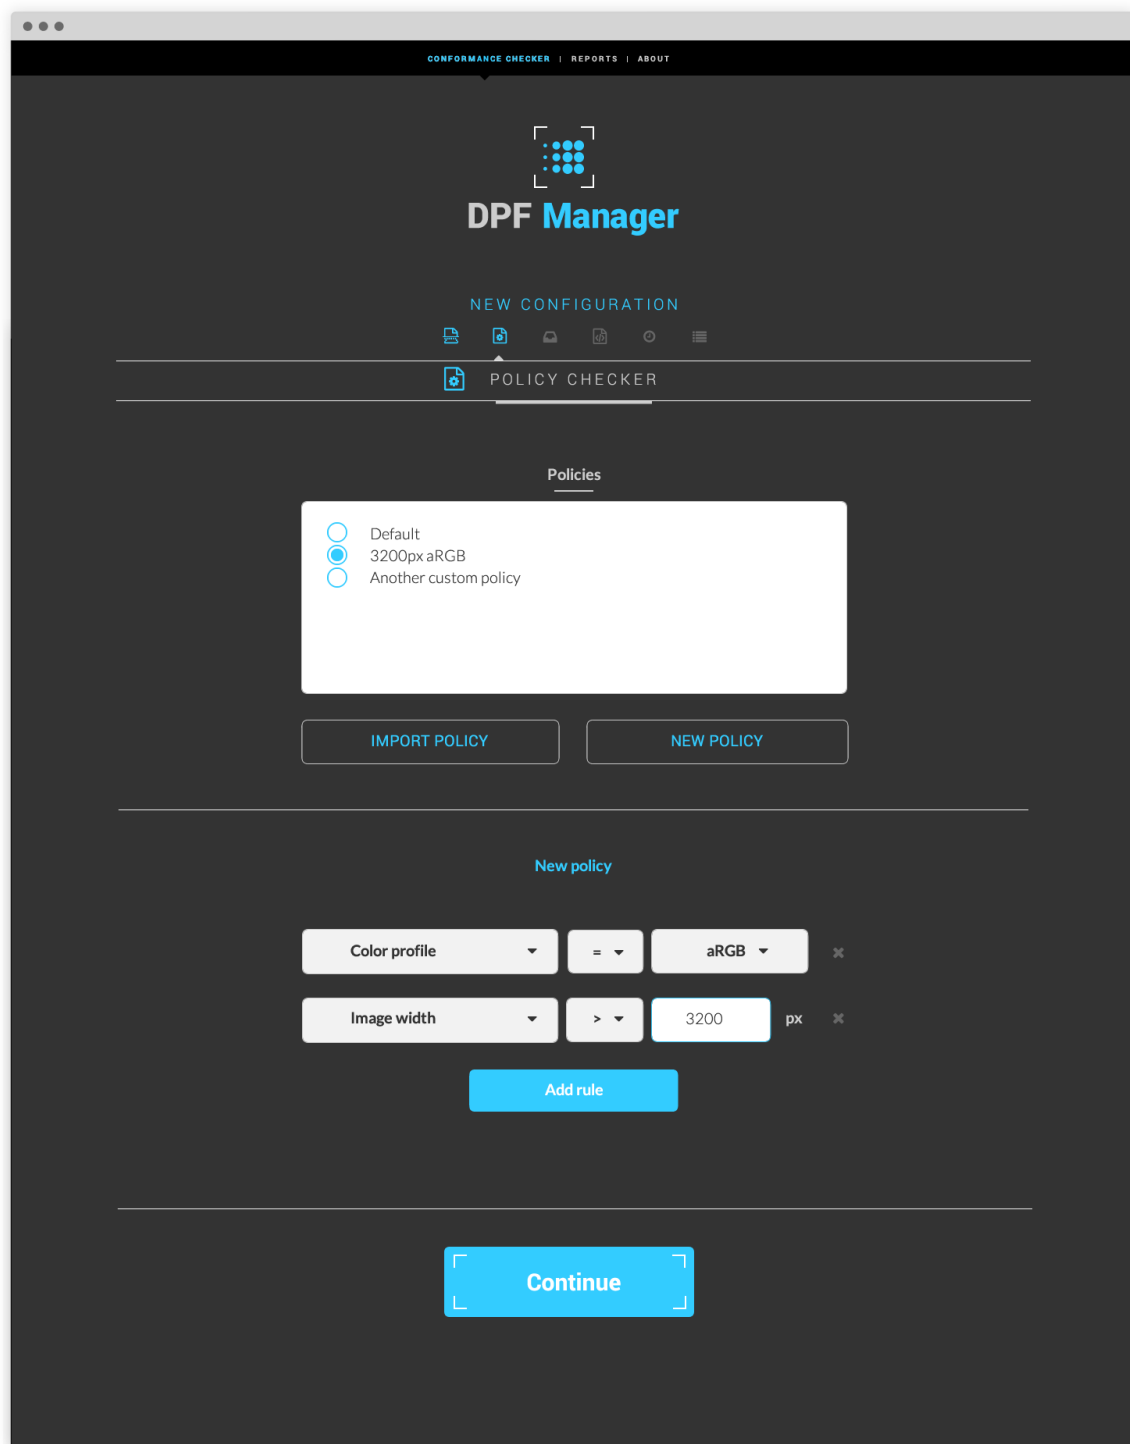 CONFORMANCE CHECKER | REPORTS | ABOUT
DPF Manager
NEW CONFIGURATION
POLICY CHECKER
Policies
Default
3200px aRGB
Another custom policy
IMPORT POLICY NEW POLICY
New policy
Color profile = aRGB
Image width > 3200 px
Add rule
Continue